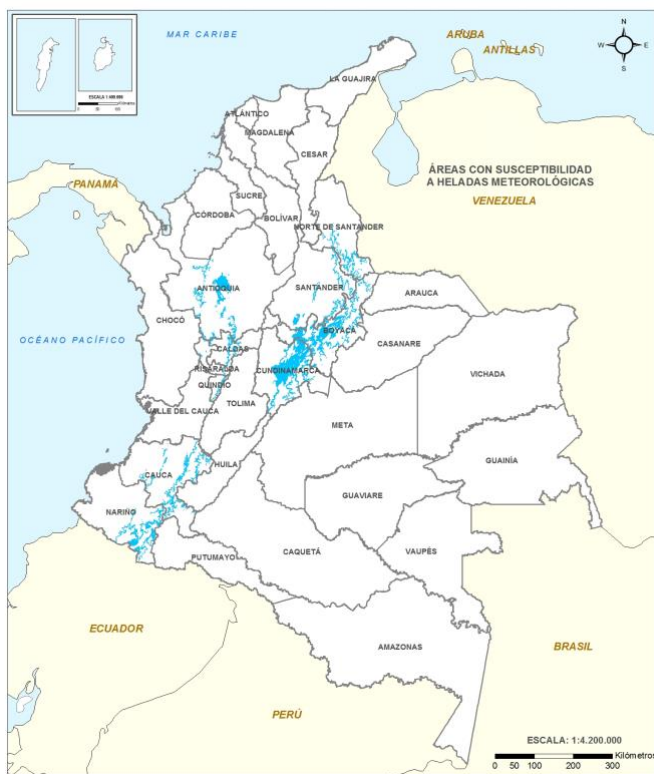 MAR CARIBE
ARUBA
ANTILLAS
N
W
E
S
ESCALA 1:400.000
LA GUAJIRA
ATLÁNTICO
MAGDALENA
CESAR
ÁREAS CON SUSCEPTIBILIDAD
A HELADAS METEOROLÓGICAS
VENEZUELA
PANAMÁ
SUCRE
CÓRDOBA
BOLÍVAR
NORTE DE SANTANDER
ANTIOQUIA
SANTANDER
ARAUCA
CHOCÓ
OCÉANO PACÍFICO
BOYACÁ
CASANARE
CALDAS
RISARALDA
CUNDINAMARCA
VICHADA
QUINDÍO
TOLIMA
VALLE DEL CAUCA
META
HUILA
GUAINÍA
CAUCA
GUAVIARE
NARIÑO
CAQUETÁ
VAUPÉS
PUTUMAYO
ECUADOR
AMAZONAS
BRASIL
PERÚ
ESCALA: 1:4.200.000
Kilómetros
0 50 100 200 300